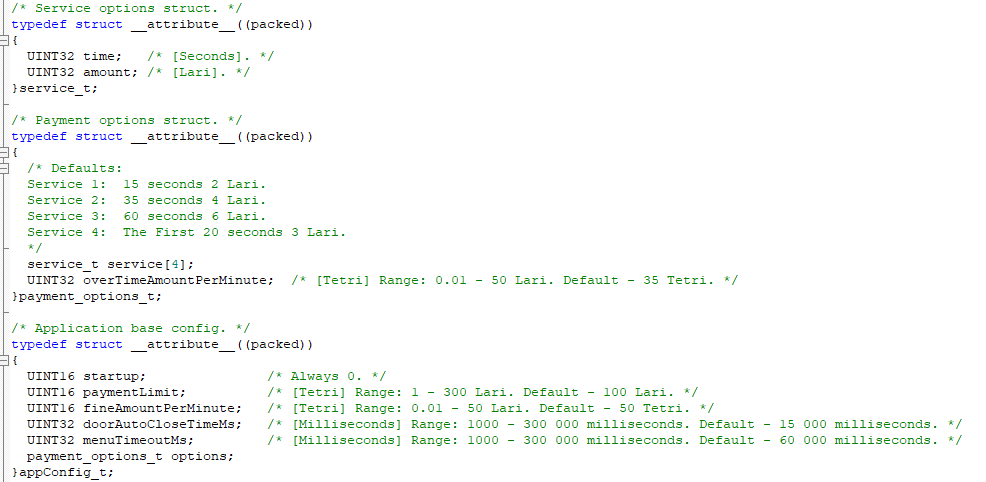 /* Service options struct. */
typedef struct __attribute__((packed))
{
UINT32 time; /* [Seconds]. */
UINT32 amount; /* [Lari]. */
}service_t;
/* Payment options struct. */
typedef struct __attribute__((packed))
{
/* Defaults:
Service 1: 15 seconds 2 Lari.
Service 2: 35 seconds 4 Lari.
Service 3: 60 seconds 6 Lari.
Service 4: The First 20 seconds 3 Lari.
*/
service_t service[4];
UINT32 overTimeAmountPerMinute; /* [Tetri] Range: 0.01 - 50 Lari. Default - 35 Tetri. */
}payment_options_t;
/* Application base config. */
typedef struct __attribute__((packed))
{
UINT16 startup; /* Always 0. */
UINT16 paymentLimit; /* [Tetri] Range: 1 - 300 Lari. Default - 100 Lari. */
UINT16 fineAmountPerMinute; /* [Tetri] Range: 0.01 - 50 Lari. Default - 50 Tetri. */
UINT32 doorAutoCloseTimeMs; /* [Milliseconds] Range: 1000 - 300 000 milliseconds. Default - 15 000 milliseconds. */
UINT32 menuTimeoutMs; /* [Milliseconds] Range: 1000 - 300 000 milliseconds. Default - 60 000 milliseconds. */
payment_options_t options;
}appConfig_t;